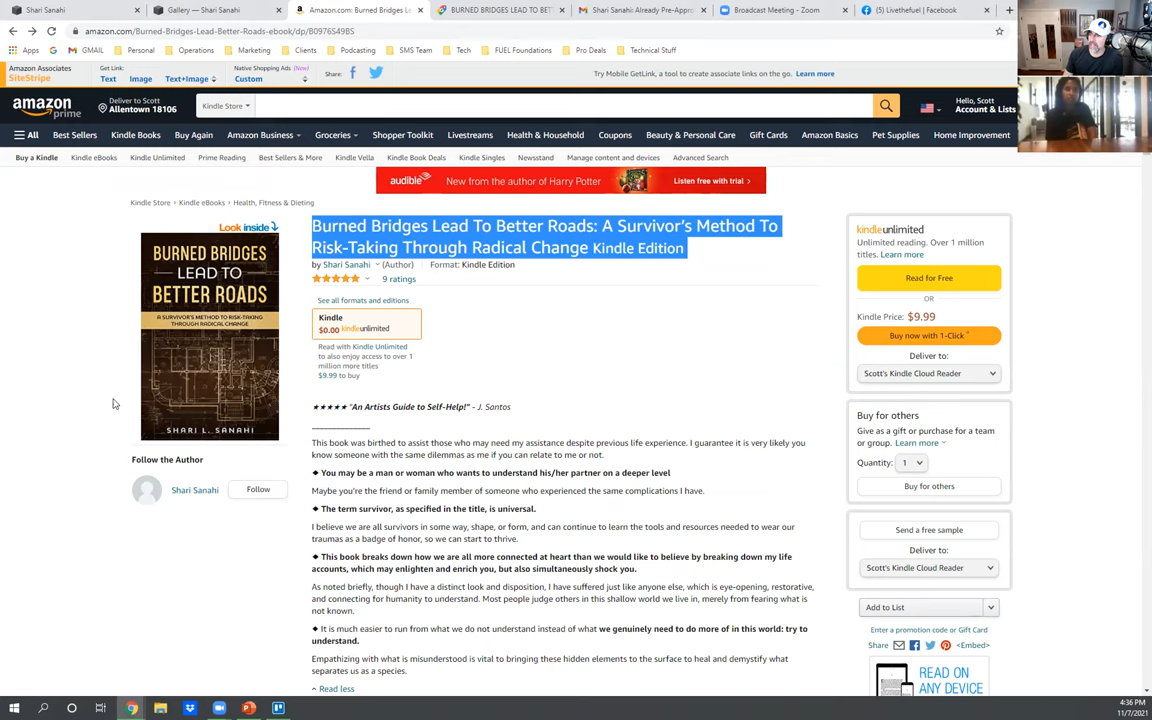 Shari Sanahi
Gallery — Shari Sanahi
Amazon.com: Burned Bridges Le
BURNED BRIDGES LEAD TO BET
Shari Sanahi: Already Pre-Appro
Broadcast Meeting - Zoom
(5) Livethefuel | Facebook
amazon.com/Burned-Bridges-Lead-Better-Roads-ebook/dp/B0976S49BS
Apps
GMAIL
Personal
Operations
Marketing
Clients
Podcasting
SMS Team
Tech
FUEL Foundations
Pro Deals
Technical Stuff
Amazon Associates
SiteStripe
Get Link:
Text
Image
Text+Image
Native Shopping Ads (New)
Custom
Share:
Try Mobile GetLink, a tool to create associate links on the go. Learn more
amazon
prime
Deliver to Scott
Allentown 18106
Kindle Store
Hello, Scott
Account & Lists
All
Best Sellers
Kindle Books
Buy Again
Amazon Business
Groceries
Shopper Toolkit
Livestreams
Health & Household
Coupons
Beauty & Personal Care
Gift Cards
Amazon Basics
Pet Supplies
Home Improvement
Buy a Kindle
Kindle eBooks
Kindle Unlimited
Prime Reading
Best Sellers & More
Kindle Vella
Kindle Book Deals
Kindle Singles
Newsstand
Manage content and devices
Advanced Search
audible
New from the author of Harry Potter
Listen free with trial >
Kindle Store › Kindle eBooks › Health, Fitness & Dieting
Look inside
BURNED BRIDGES
LEAD TO
BETTER ROADS
A SURVIVOR'S METHOD TO RISK-TAKING
THROUGH RADICAL CHANGE
SHARI L. SANAHI
Follow the Author
Shari Sanahi
Follow
Burned Bridges Lead To Better Roads: A Survivor's Method To
Risk-Taking Through Radical Change Kindle Edition
by Shari Sanahi (Author) Format: Kindle Edition
9 ratings
See all formats and editions
Kindle
$0.00 kindleunlimited
Read with Kindle Unlimited
to also enjoy access to over 1
million more titles
$9.99 to buy
★★★★★ "An Artists Guide to Self-Help!" - J. Santos
This book was birthed to assist those who may need my assistance despite previous life experience. I guarantee it is very likely you
know someone with the same dilemmas as me if you can relate to me or not.
◆ You may be a man or woman who wants to understand his/her partner on a deeper level
Maybe you're the friend or family member of someone who experienced the same complications I have.
◆ The term survivor, as specified in the title, is universal.
I believe we are all survivors in some way, shape, or form, and can continue to learn the tools and resources needed to wear our
traumas as a badge of honor, so we can start to thrive.
◆ This book breaks down how we are all more connected at heart than we would like to believe by breaking down my life
accounts, which may enlighten and enrich you, but also simultaneously shock you.
As noted briefly, though I have a distinct look and disposition, I have suffered just like anyone else, which is eye-opening, restorative,
and connecting for humanity to understand. Most people judge others in this shallow world we live in, merely from fearing what is
not known.
◆ It is much easier to run from what we do not understand instead of what we genuinely need to do more of in this world: try to
understand.
Empathizing with what is misunderstood is vital to bringing these hidden elements to the surface to heal and demystify what
separates us as a species.
Read less
kindleunlimited
Unlimited reading. Over 1 million
titles. Learn more
Read for Free
OR
Kindle Price: $9.99
Buy now with 1-Click
Deliver to:
Scott's Kindle Cloud Reader
Buy for others
Give as a gift or purchase for a team
or group. Learn more
Quantity: 1
Buy for others
Send a free sample
Deliver to:
Scott's Kindle Cloud Reader
Add to List
Enter a promotion code or Gift Card
Share <Embed>
READ ON
ANY DEVICE
4:36 PM
11/7/2021